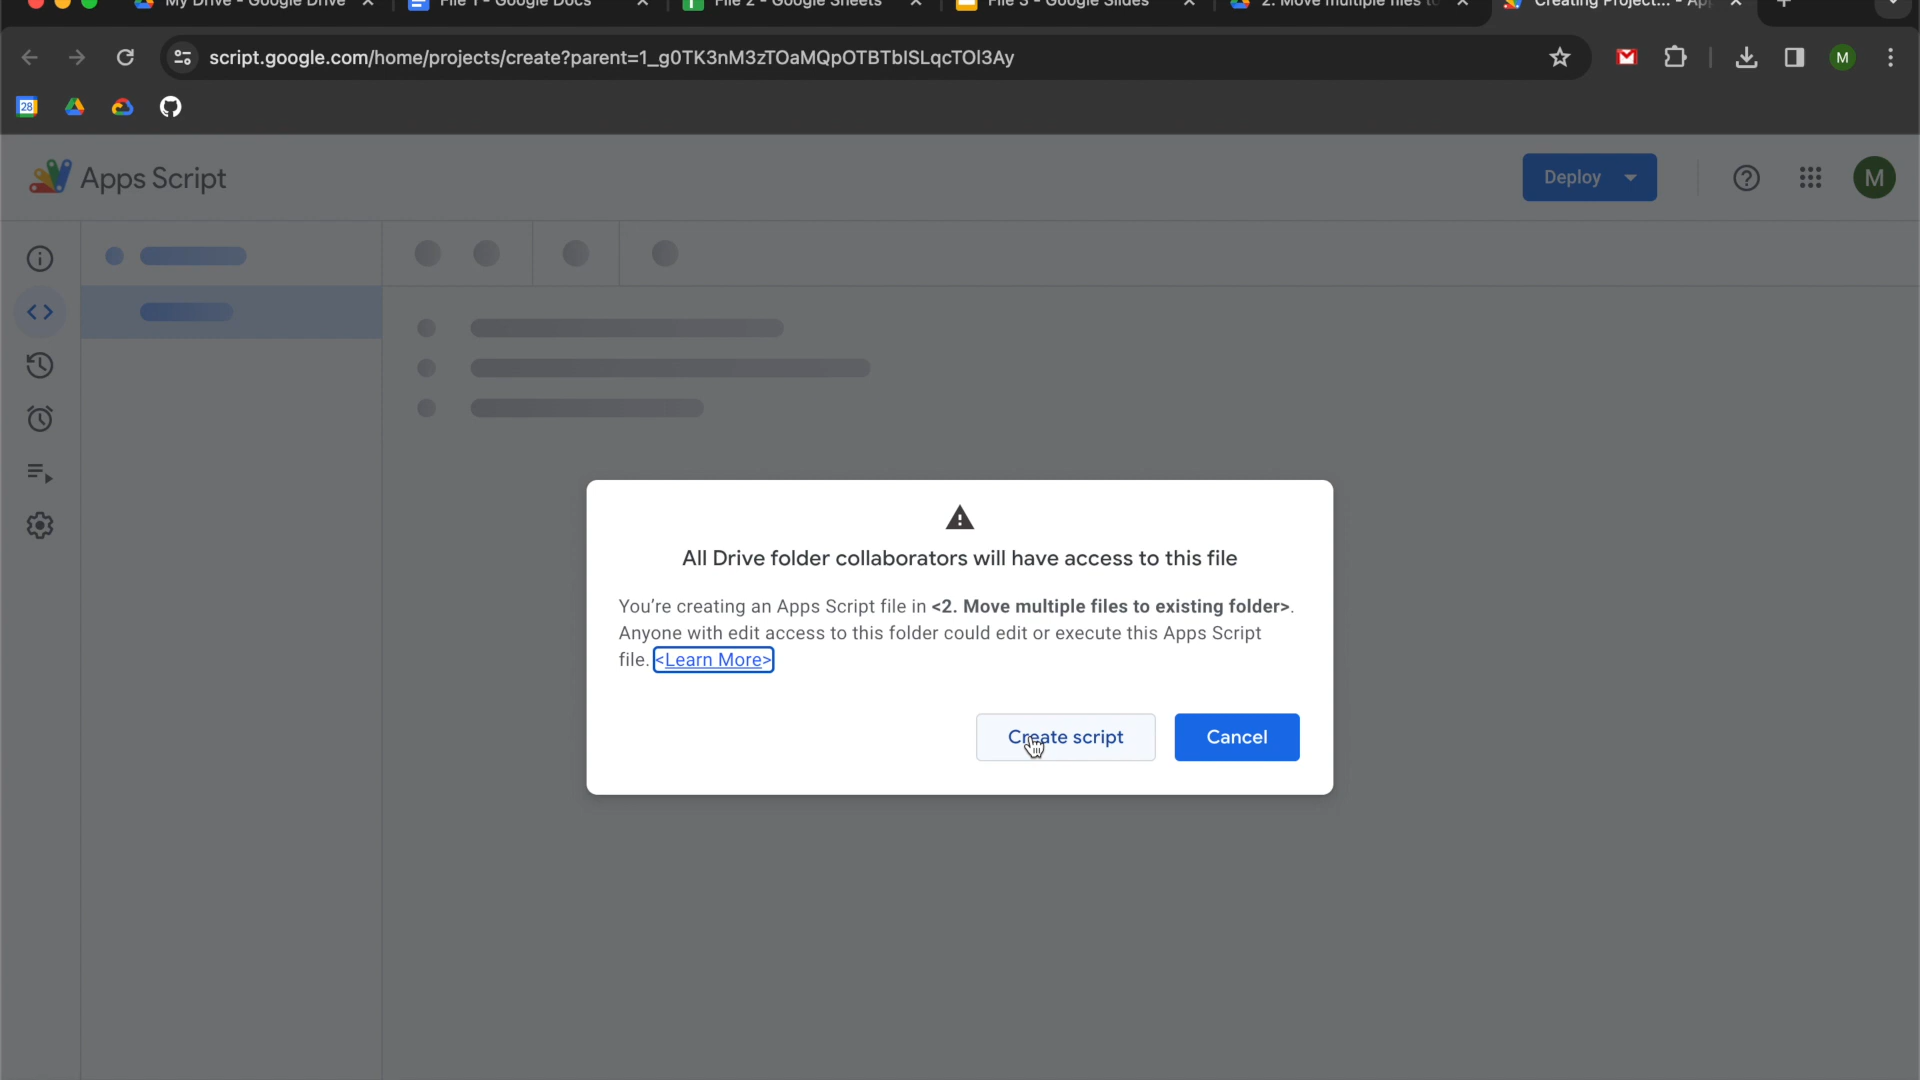 My Drive - Google Drive
File 1 - Google Docs
File 2 - Google Sheets
File 3 - Google Slides
2. Move multiple files to
Creating Project... - Ap
script.google.com/home/projects/create?parent=1_g0TK3nM3zTOaMQpOTBTbISLqcTOl3Ay
M
28
Apps Script
Deploy
M
All Drive folder collaborators will have access to this file
You're creating an Apps Script file in <2. Move multiple files to existing folder>.
Anyone with edit access to this folder could edit or execute this Apps Script
file. <Learn More>
Create script
Cancel